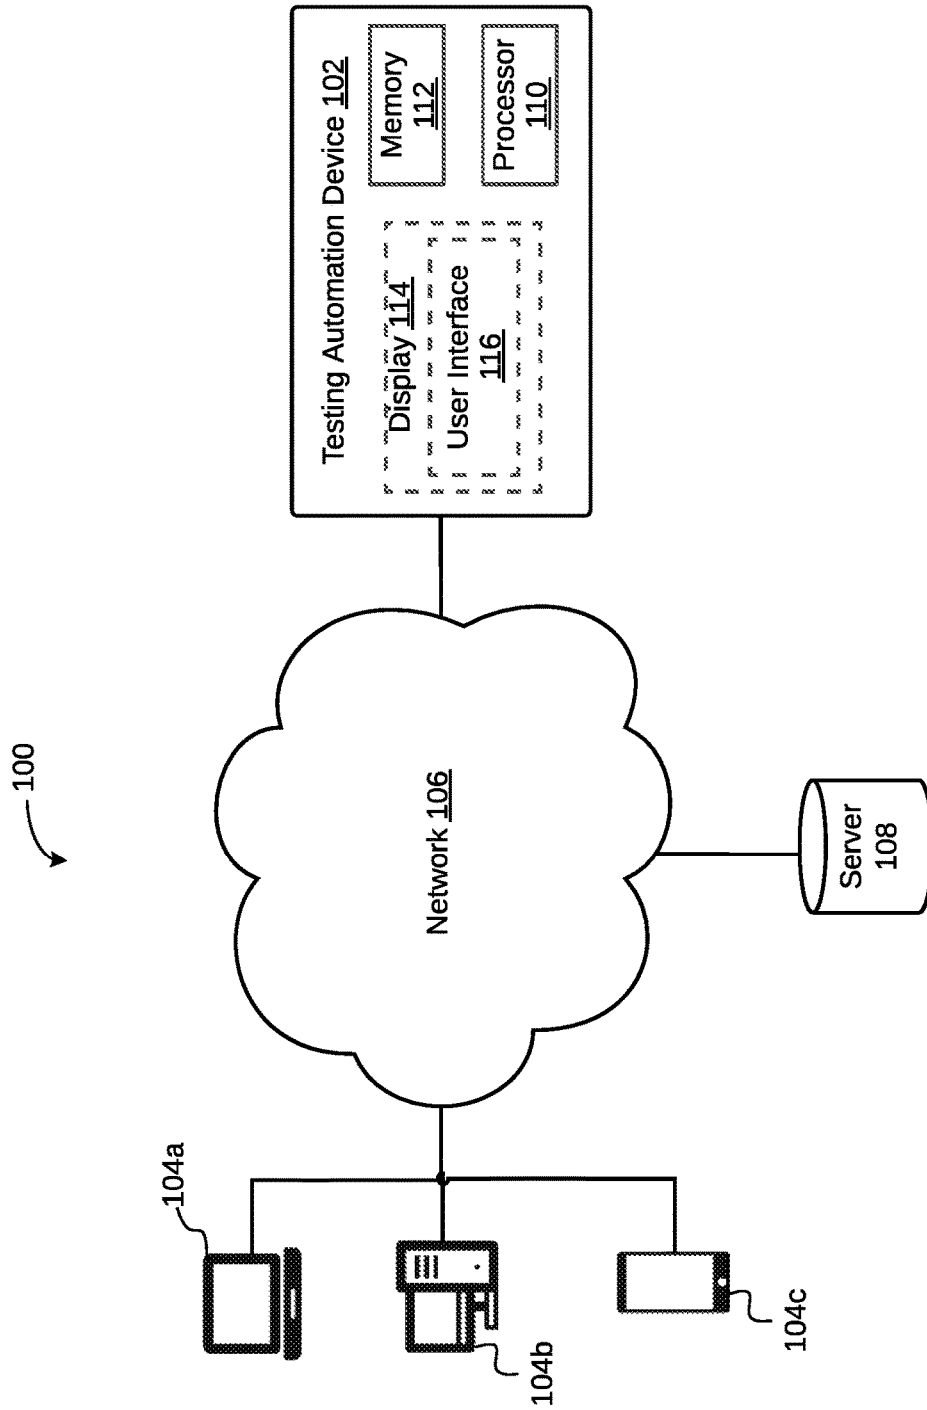 100
104a
104b
104c
Network 106
Server
108
Testing Automation Device 102
Display 114
User Interface
116
Memory
112
Processor
110